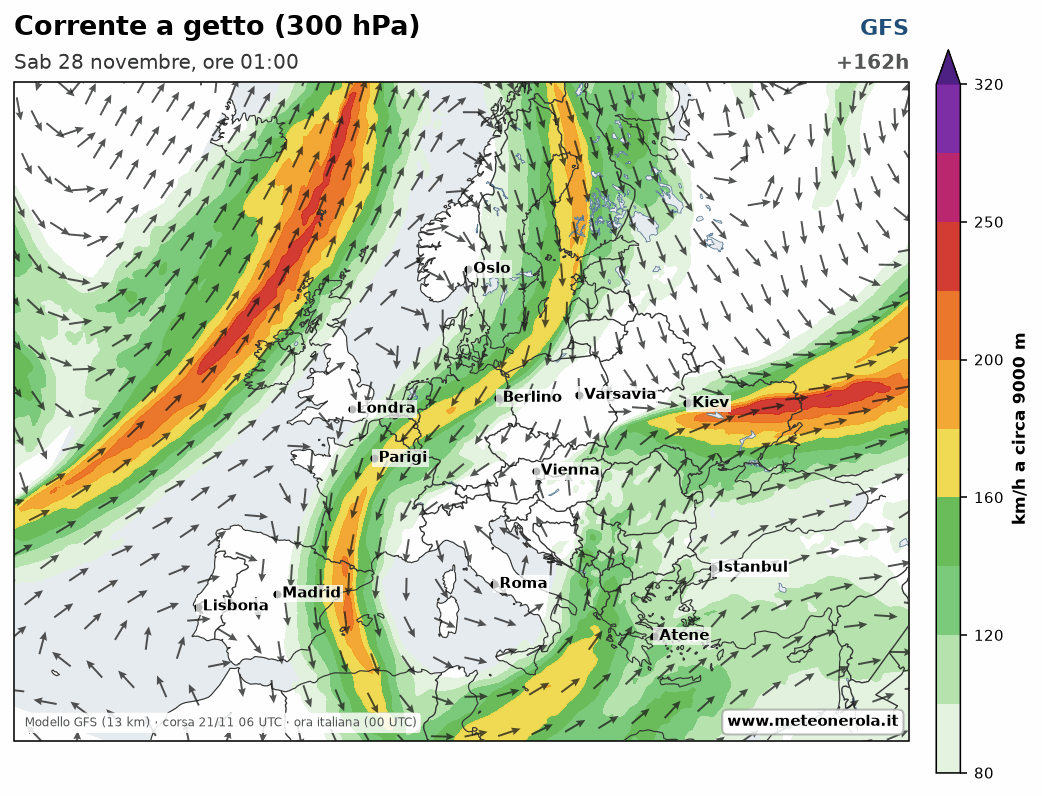 Corrente a getto (300 hPa)
GFS
Sab 28 novembre, ore 01:00
+162h
320
250
200
160
120
80
km/h a circa 9000 m
Oslo
Berlino
Varsavia
Kiev
Londra
Parigi
Vienna
Istanbul
Roma
Madrid
Lisbona
Atene
Modello GFS (13 km) · corsa 21/11 06 UTC · ora italiana (00 UTC)
www.meteonerola.it